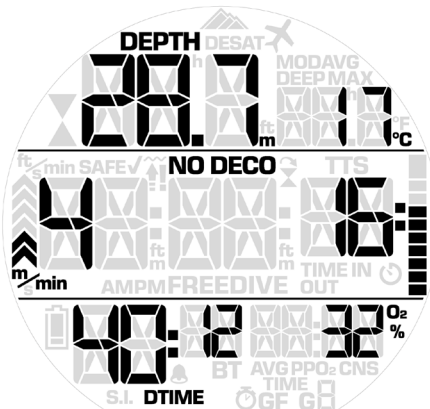 DEPTH DESAT
MODAVG
DEEP MAX
h
28.7 ft m 17 °F °C
ft/s min SAFE✓ NO DECO TTS
4 16:
ft m ft m
m/s min
TIME IN
OUT
AMPM FREEDIVE
40:12 32 O2 %
BT AVG PPO2 CNS
S.I. DTIME TIME
GF G